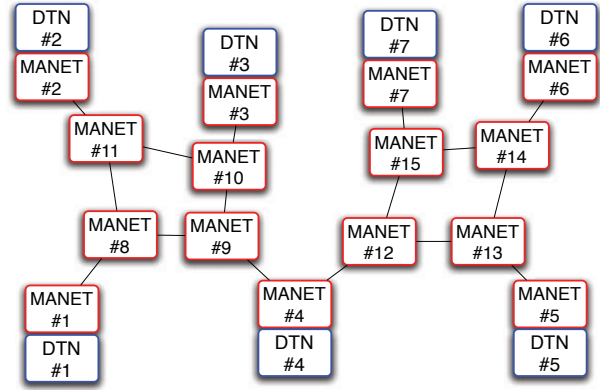 DTN
#2
MANET
#2
DTN
#3
MANET
#3
DTN
#7
MANET
#7
DTN
#6
MANET
#6
MANET
#11
MANET
#10
MANET
#15
MANET
#14
MANET
#8
MANET
#9
MANET
#12
MANET
#13
MANET
#1
DTN
#1
MANET
#4
DTN
#4
MANET
#5
DTN
#5